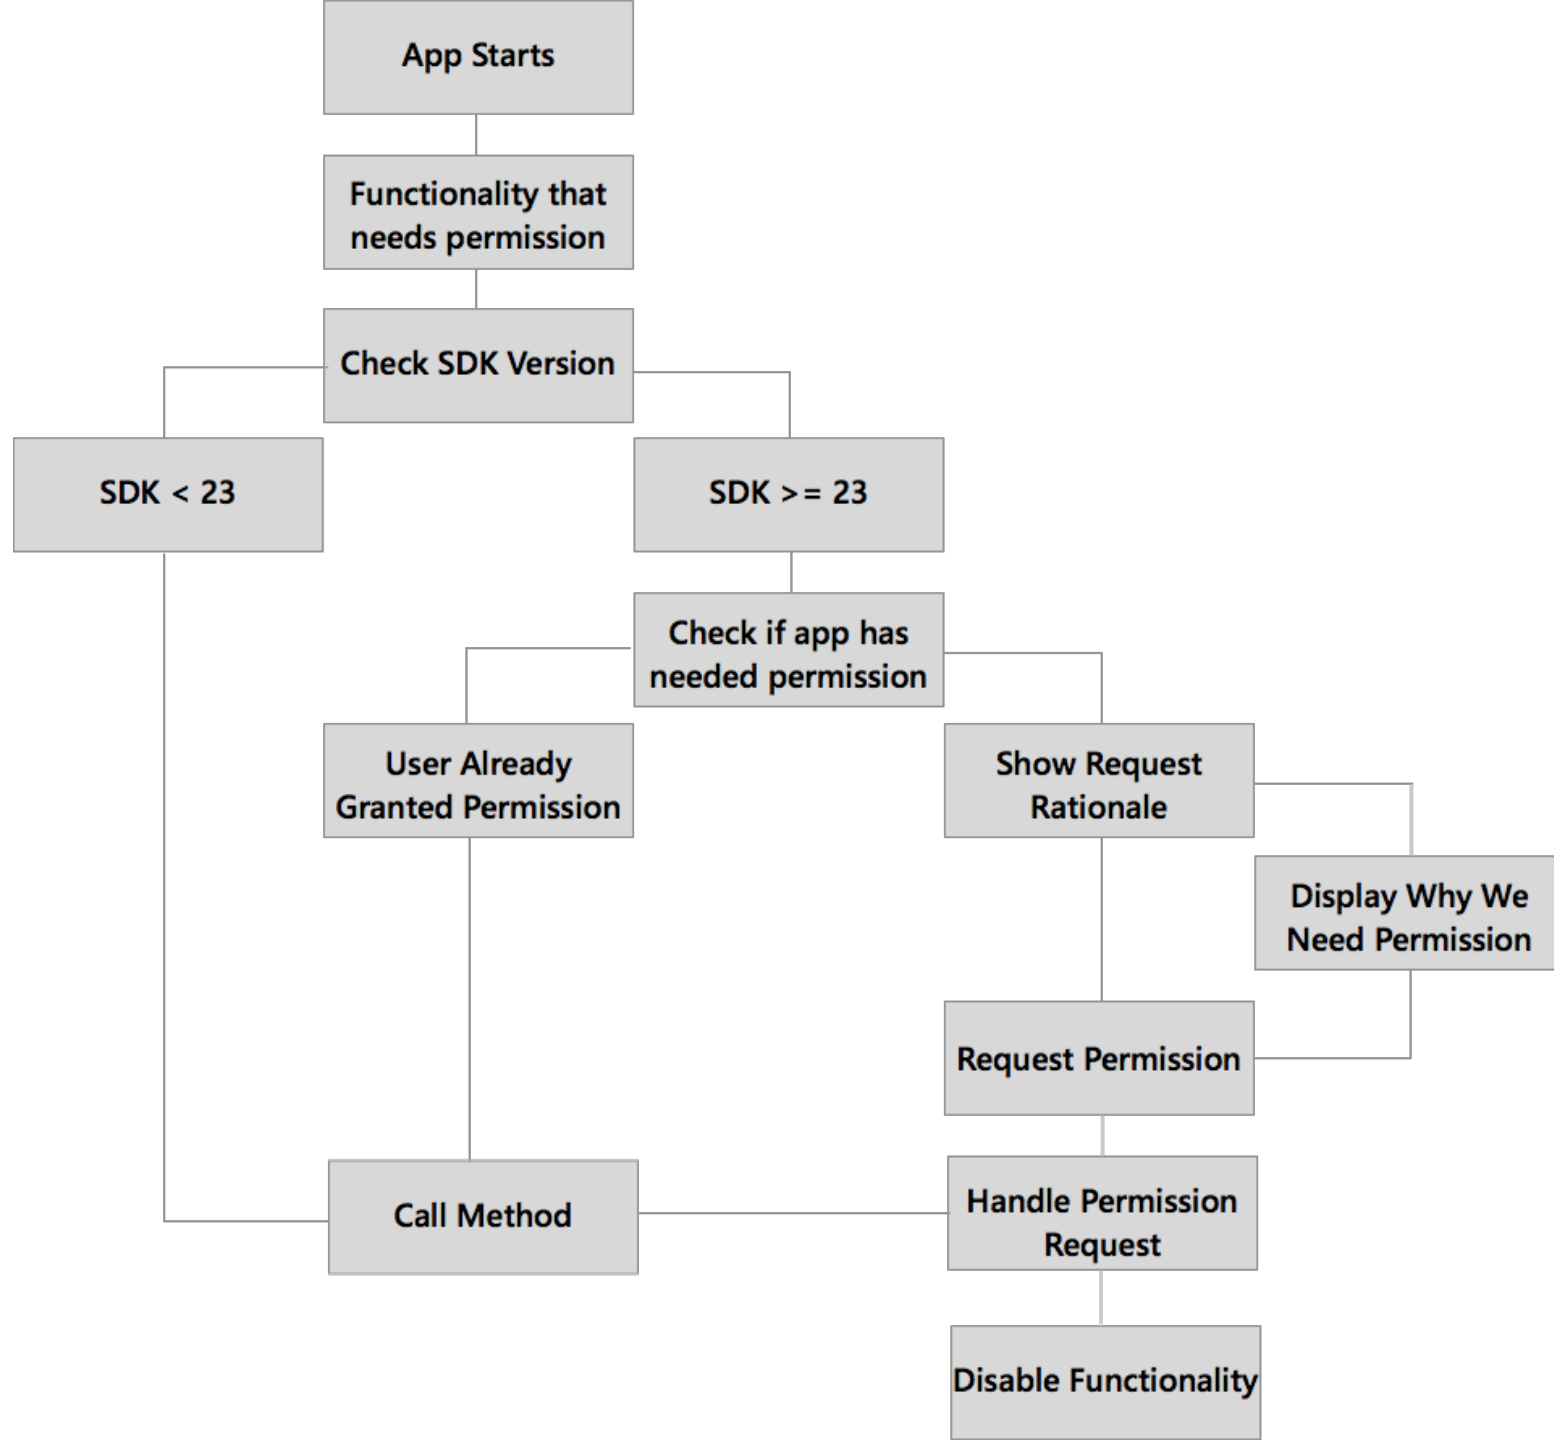 App Starts
Functionality that
needs permission
Check SDK Version
SDK < 23
SDK >= 23
Check if app has
needed permission
User Already
Granted Permission
Show Request
Rationale
Display Why We
Need Permission
Request Permission
Call Method
Handle Permission
Request
Disable Functionality